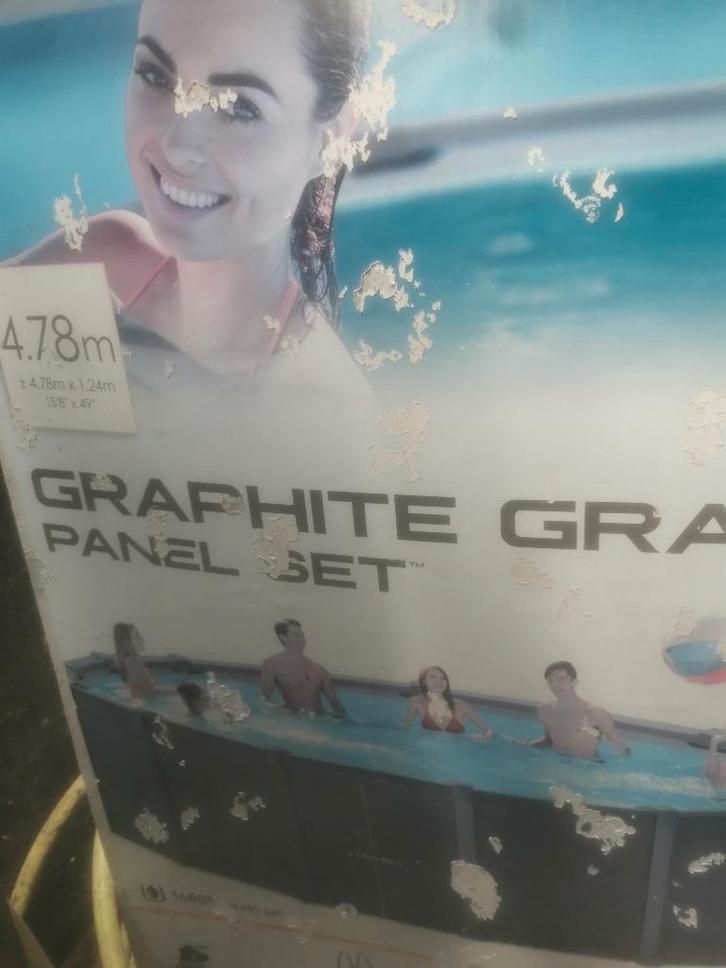 4.78m
± 4.78m x 1.24m
15'8" x 49"
GRAPHITE GRA
PANEL SET™